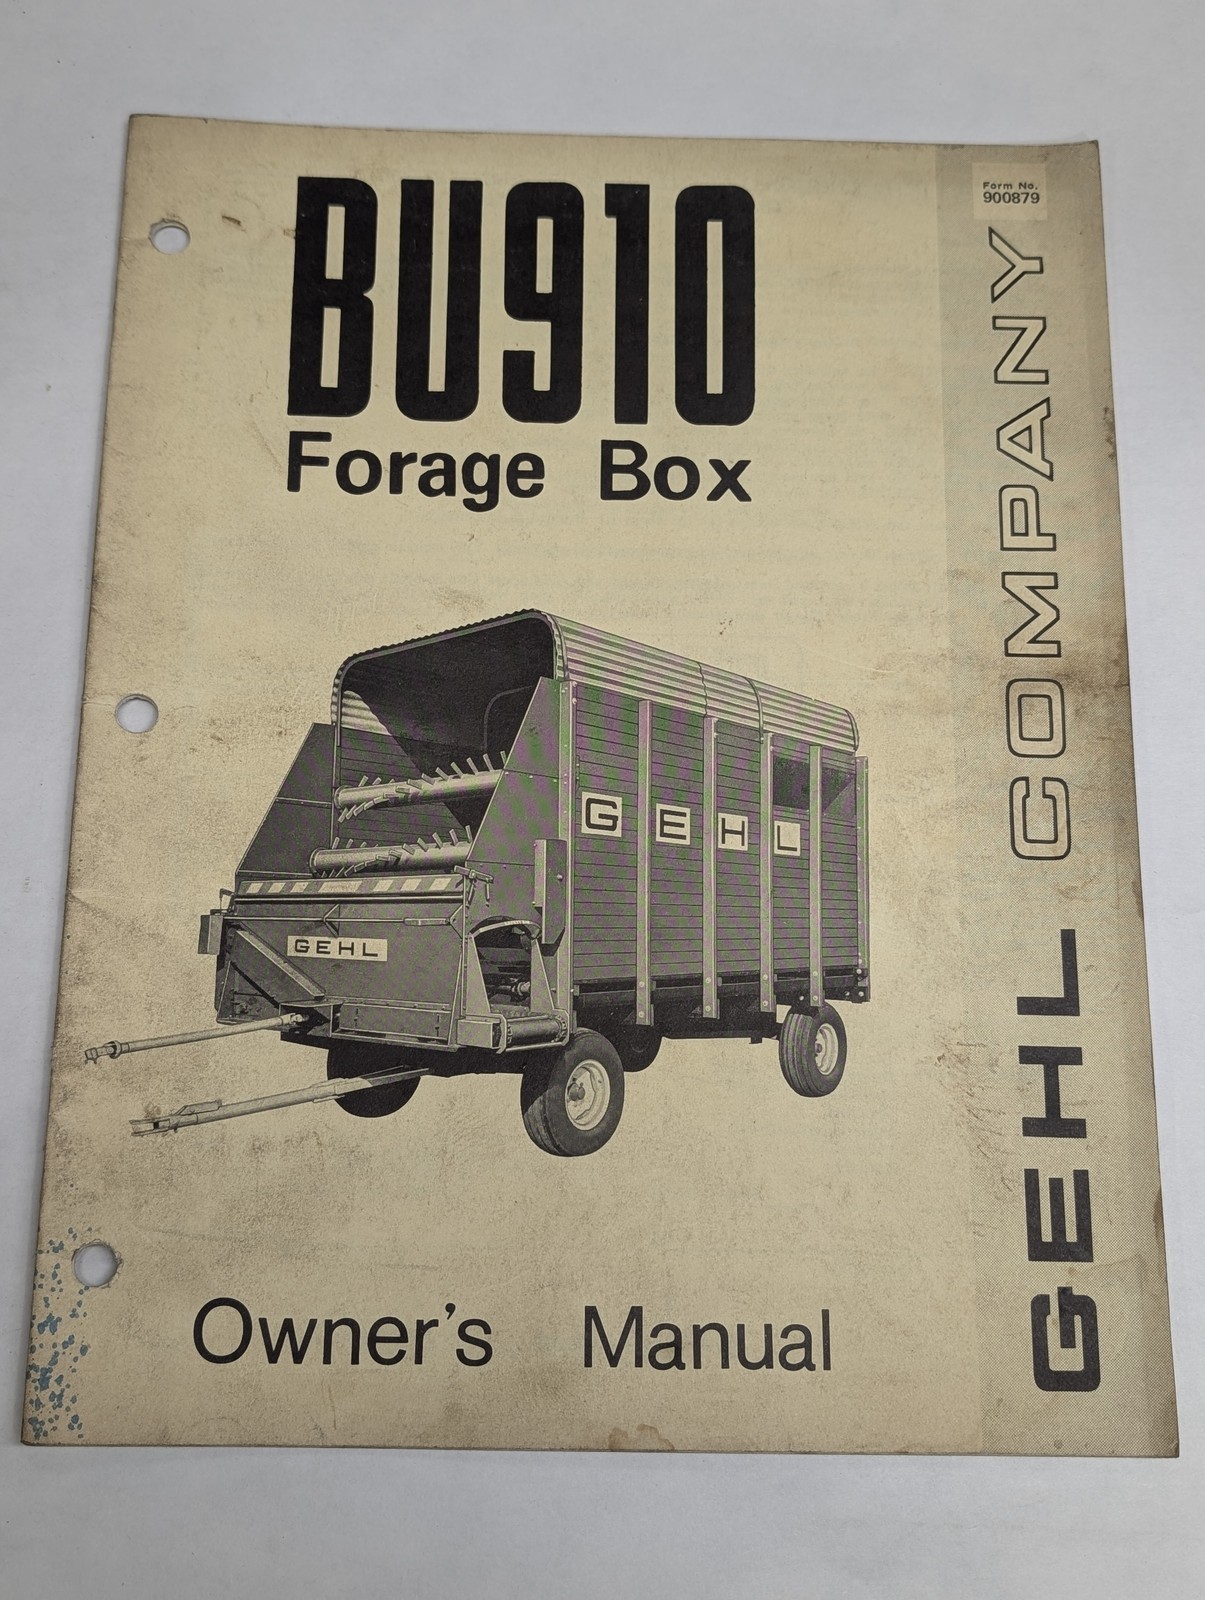 BU910
Forage Box
Form No.
900879
GEHL COMPANY
GEHL
GEHL
Owner's Manual